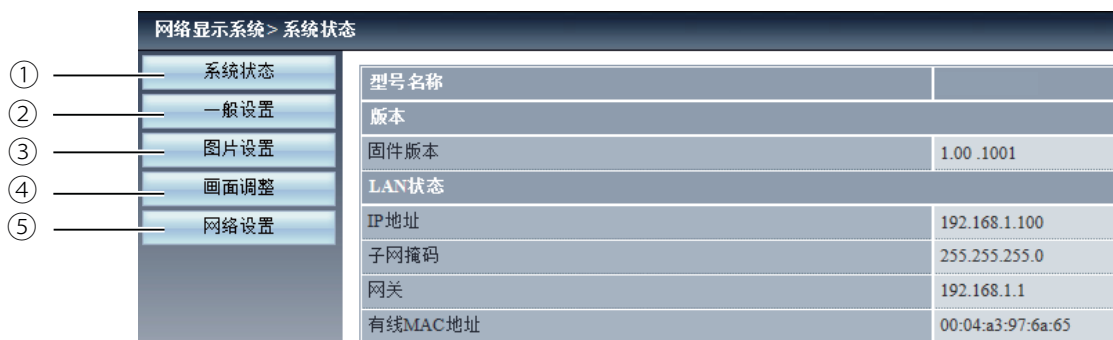 网络显示系统> 系统状态
① 系统状态
② 一般设置
③ 图片设置
④ 画面调整
⑤ 网络设置
型号名称
版本
固件版本 1.00 .1001
LAN状态
IP地址 192.168.1.100
子网掩码 255.255.255.0
网关 192.168.1.1
有线MAC地址 00:04:a3:97:6a:65